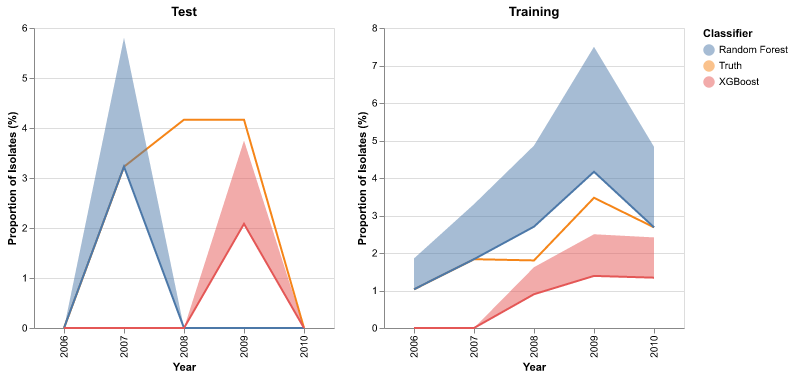 Test
Proportion of Isolates (%)
6
5
4
3
2
1
0
2006
2007
2008
2009
2010
Year
Training
Proportion of Isolates (%)
8
7
6
5
4
3
2
1
0
2006
2007
2008
2009
2010
Year
Classifier
Random Forest
Truth
XGBoost